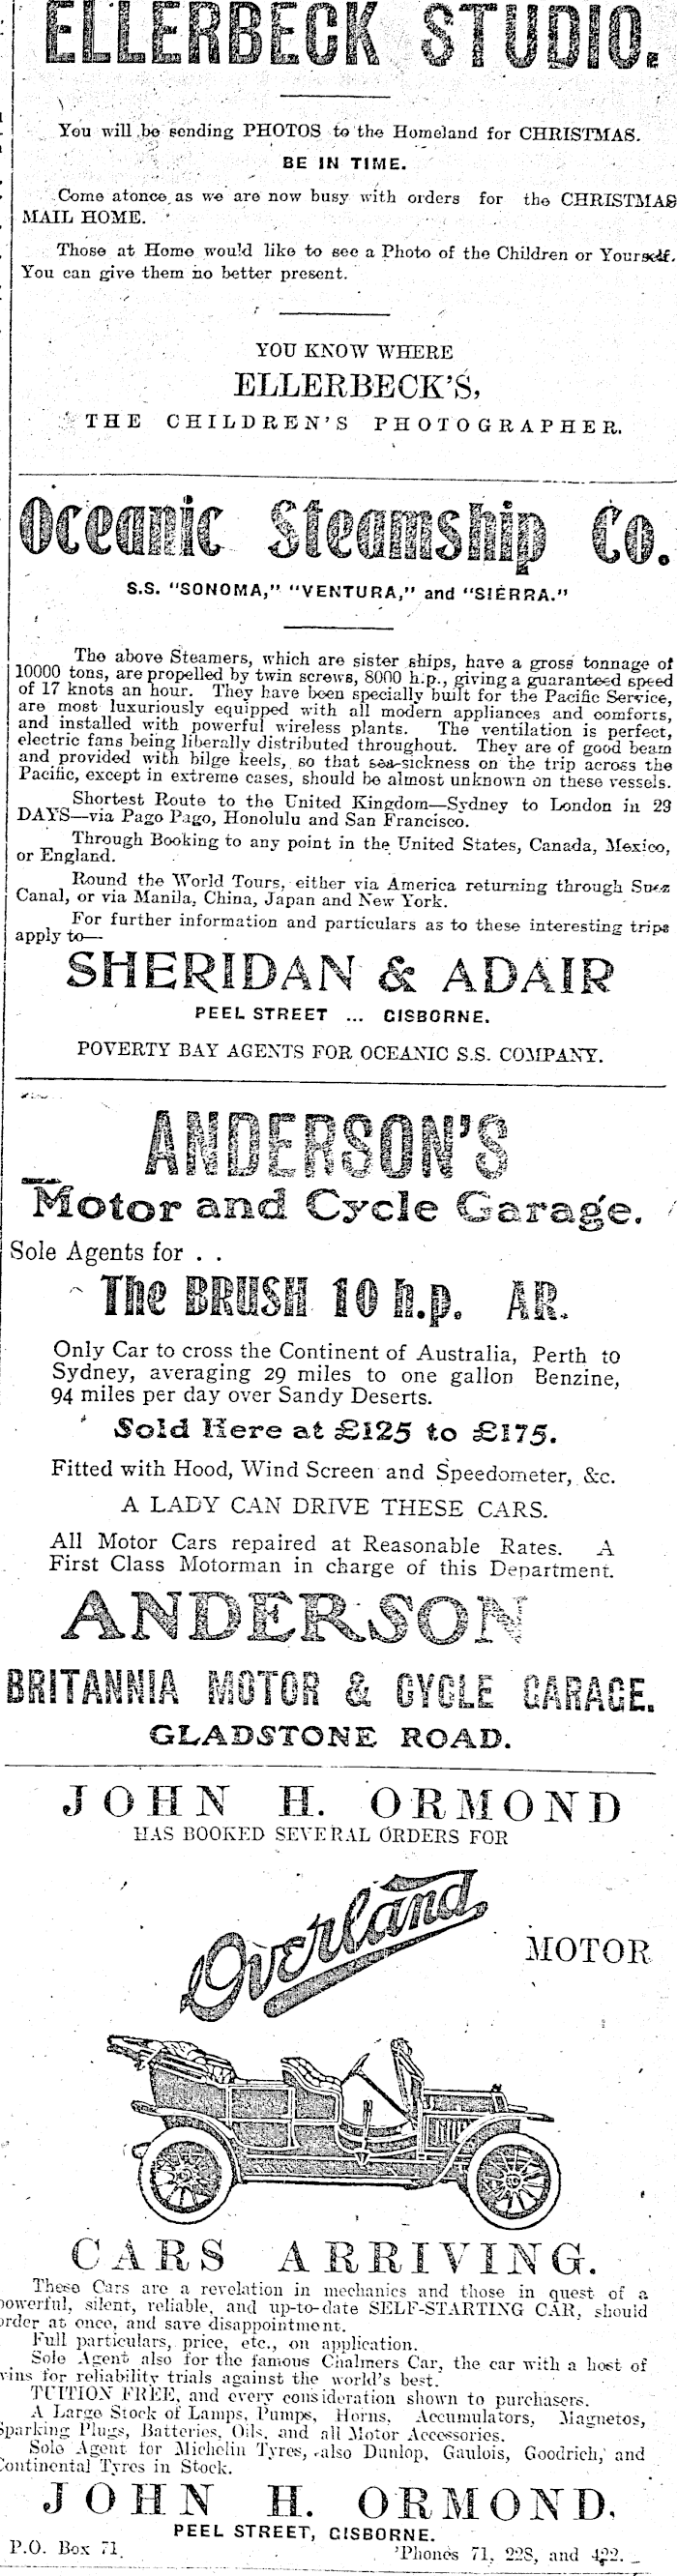 ELLERBECK STUDIO.
You will be sending PHOTOS to the Homeland for CHRISTMAS.
BE IN TIME.
Come atonce as we are now busy with orders for the CHRISTMAS
MAIL HOME.
Those at Home would like to see a Photo of the Children or Yourself.
You can give them no better present.
YOU KNOW WHERE
ELLERBECK'S,
THE CHILDREN'S PHOTOGRAPHER.
Oceanic Steamship Co.
S.S. "SONOMA," "VENTURA," and "SIERRA."
The above Steamers, which are sister ships, have a gross tonnage of
10000 tons, are propelled by twin screws, 8000 h.p., giving a guaranteed speed
of 17 knots an hour. They have been specially built for the Pacific Service,
are most luxuriously equipped with all modern appliances and comforts,
and installed with powerful wireless plants. The ventilation is perfect,
electric fans being liberally distributed throughout. They are of good beam
and provided with bilge keels, so that sea-sickness on the trip across the
Pacific, except in extreme cases, should be almost unknown on these vessels.
Shortest Route to the United Kingdom—Sydney to London in 29
DAYS—via Pago Pago, Honolulu and San Francisco.
Through Booking to any point in the United States, Canada, Mexico,
or England.
Round the World Tours, either via America returning through Suez
Canal, or via Manila, China, Japan and New York.
For further information and particulars as to these interesting trips
apply to—
SHERIDAN & ADAIR
PEEL STREET ... GISBORNE.
POVERTY BAY AGENTS FOR OCEANIC S.S. COMPANY.
ANDERSON'S
Motor and Cycle Garage.
Sole Agents for . .
The BRUSH 10 h.p. AR.
Only Car to cross the Continent of Australia, Perth to
Sydney, averaging 29 miles to one gallon Benzine,
94 miles per day over Sandy Deserts.
Sold Here at £125 to £175.
Fitted with Hood, Wind Screen and Speedometer, &c.
A LADY CAN DRIVE THESE CARS.
All Motor Cars repaired at Reasonable Rates. A
First Class Motorman in charge of this Department.
ANDERSON
BRITANNIA MOTOR & CYCLE GARAGE.
GLADSTONE ROAD.
JOHN H. ORMOND
HAS BOOKED SEVERAL ORDERS FOR
Overland
MOTOR
CARS ARRIVING.
These Cars are a revelation in mechanics and those in quest of a
powerful, silent, reliable, and up-to-date SELF-STARTING CAR, should
order at once, and save disappointment.
Full particulars, price, etc., on application.
Sole Agent also for the famous Chalmers Car, the car with a host of
wins for reliability trials against the world's best.
TUITION FREE, and every consideration shown to purchasers.
A Large Stock of Lamps, Pumps, Horns, Accumulators, Magnetos,
Sparking Plugs, Batteries, Oils, and all Motor Accessories.
Sole Agent for Michelin Tyres, also Dunlop, Gaulois, Goodrich, and
Continental Tyres in Stock.
JOHN H. ORMOND,
PEEL STREET, GISBORNE.
P.O. Box 71. 'Phones 71, 228, and 422.